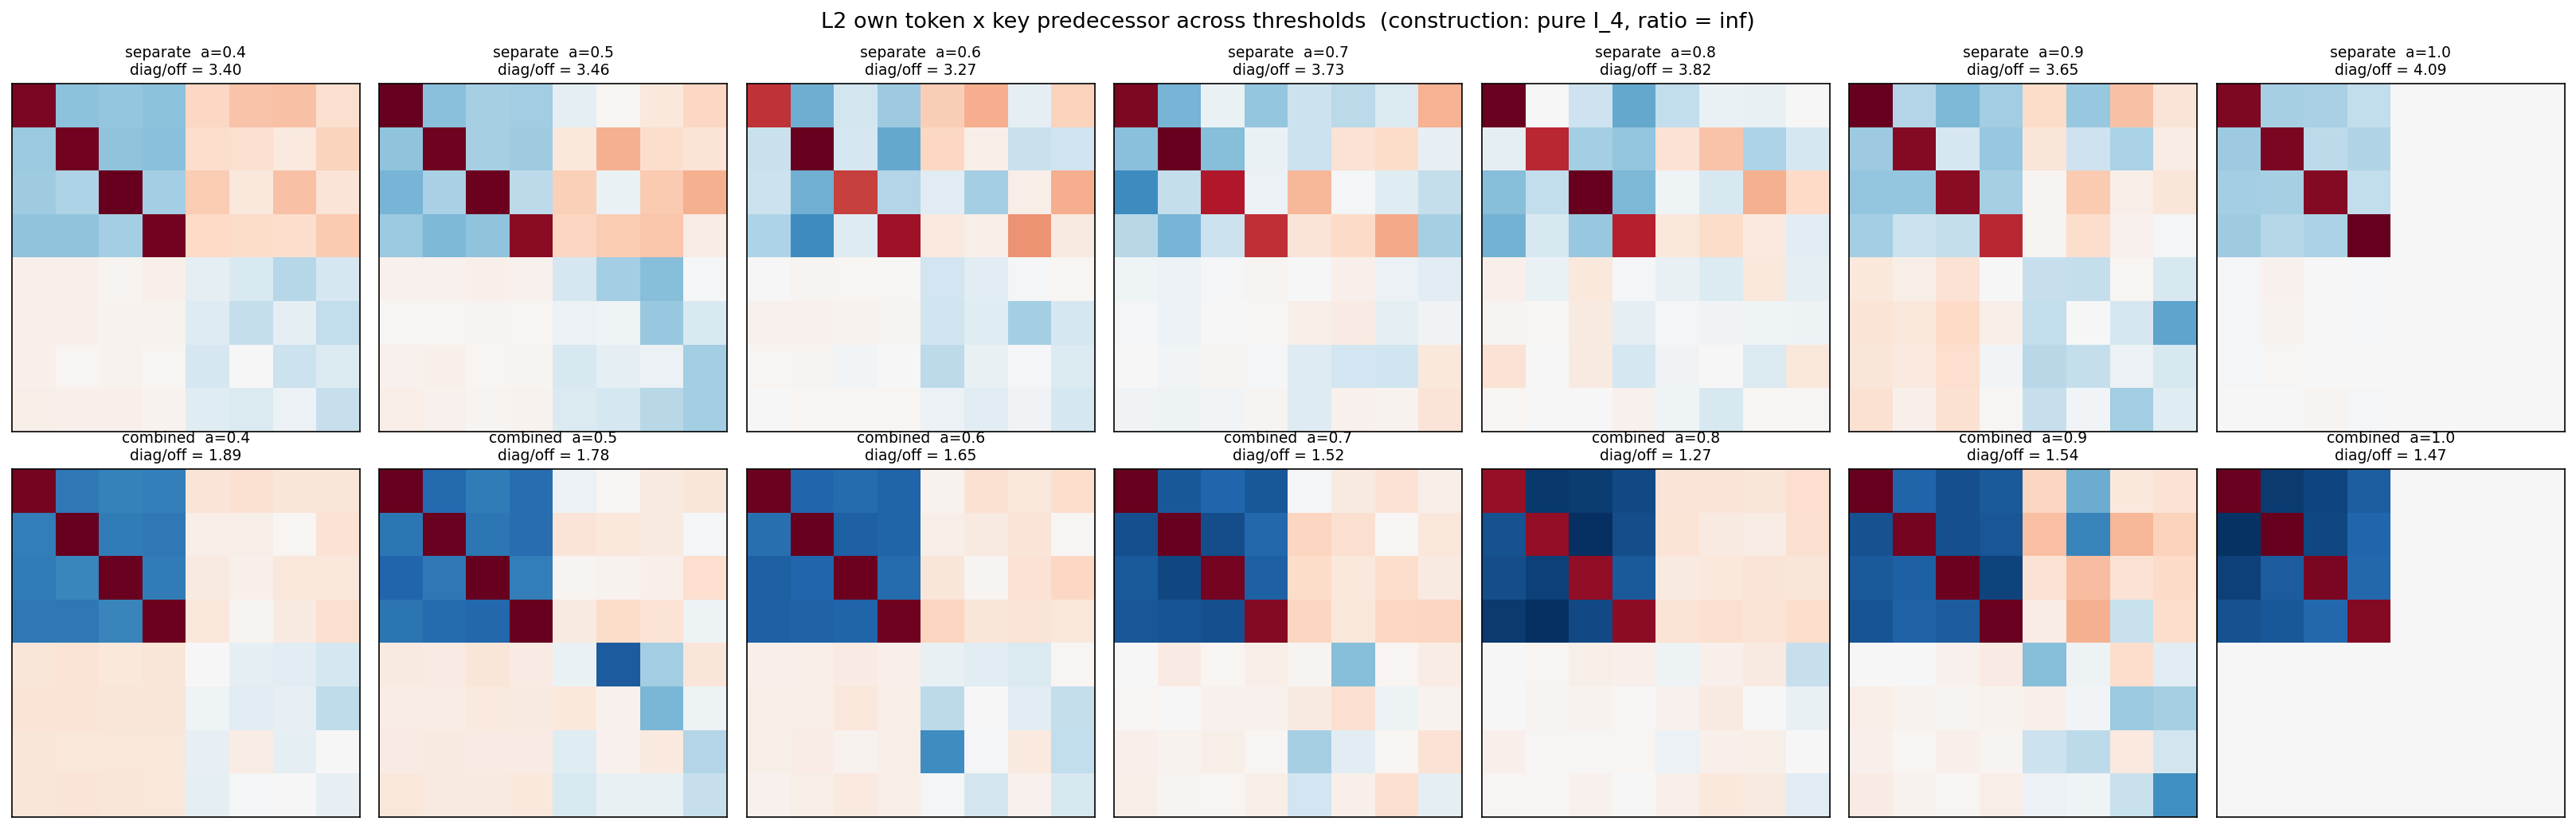 L2 own token x key predecessor across thresholds  (construction: pure I_4, ratio = inf)
separate  a=0.4
diag/off = 3.40
separate  a=0.5
diag/off = 3.46
separate  a=0.6
diag/off = 3.27
separate  a=0.7
diag/off = 3.73
separate  a=0.8
diag/off = 3.82
separate  a=0.9
diag/off = 3.65
separate  a=1.0
diag/off = 4.09
combined  a=0.4
diag/off = 1.89
combined  a=0.5
diag/off = 1.78
combined  a=0.6
diag/off = 1.65
combined  a=0.7
diag/off = 1.52
combined  a=0.8
diag/off = 1.27
combined  a=0.9
diag/off = 1.54
combined  a=1.0
diag/off = 1.47